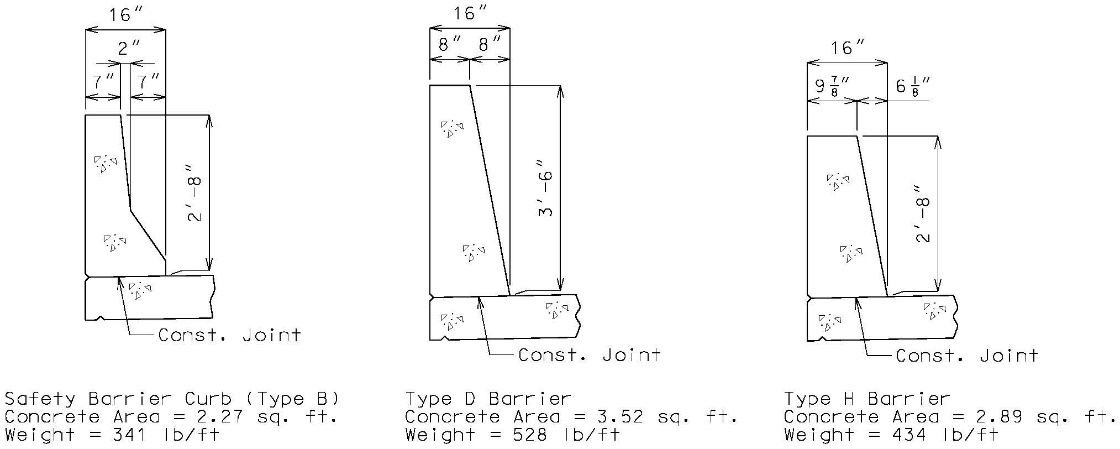 16"
2"
7" 7"
2'-8"
Const. Joint
Safety Barrier Curb (Type B)
Concrete Area = 2.27 sq. ft.
Weight = 341 lb/ft
16"
8" 8"
3'-6"
Const. Joint
Type D Barrier
Concrete Area = 3.52 sq. ft.
Weight = 528 lb/ft
16"
9 7/8" 6 1/8"
2'-8"
Const. Joint
Type H Barrier
Concrete Area = 2.89 sq. ft.
Weight = 434 lb/ft